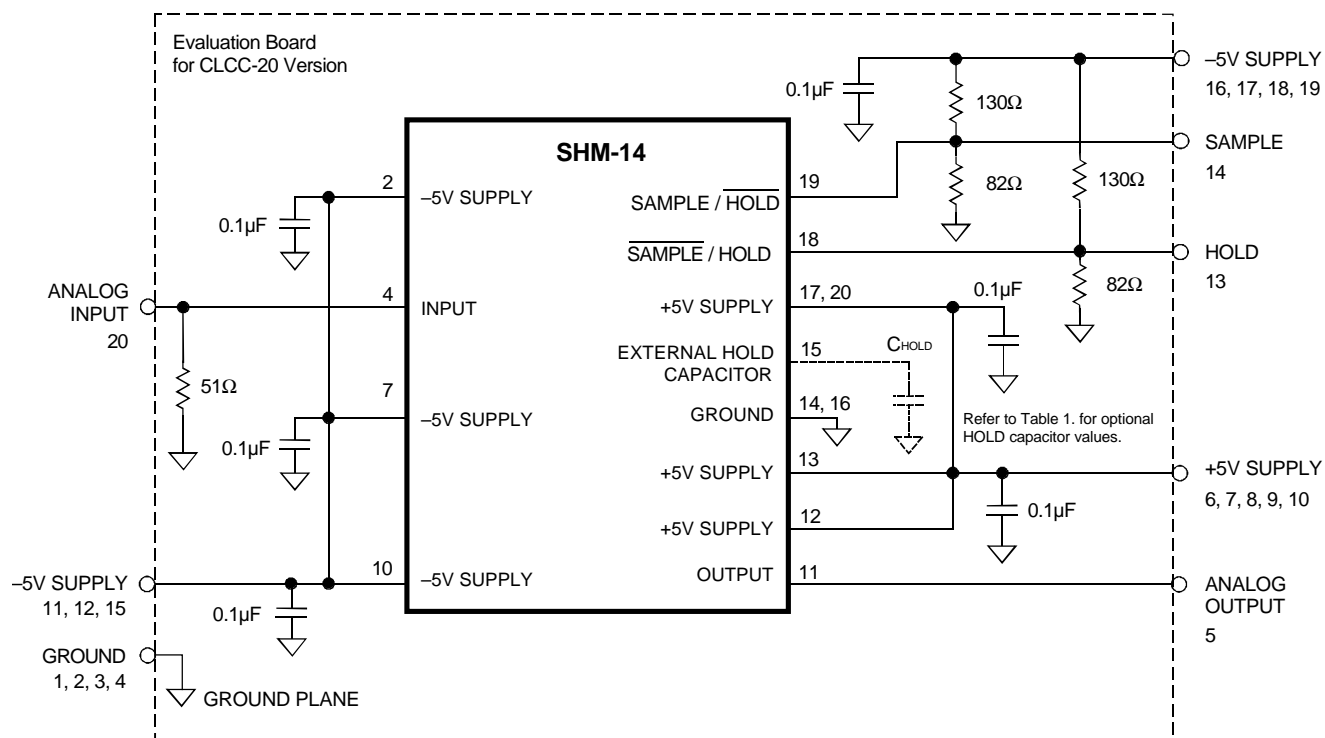 Evaluation Board
for CLCC-20 Version
–5V SUPPLY
16, 17, 18, 19
0.1µF
130Ω
SHM-14
SAMPLE
14
2
–5V SUPPLY
19
SAMPLE / HOLD
82Ω
130Ω
0.1µF
18
SAMPLE / HOLD
HOLD
13
ANALOG
INPUT
20
4
INPUT
17, 20
+5V SUPPLY
0.1µF
82Ω
15
EXTERNAL HOLD
CAPACITOR
CHOLD
51Ω
7
–5V SUPPLY
14, 16
GROUND
Refer to Table 1. for optional
HOLD capacitor values.
0.1µF
13
+5V SUPPLY
+5V SUPPLY
6, 7, 8, 9, 10
12
+5V SUPPLY
0.1µF
–5V SUPPLY
11, 12, 15
10
–5V SUPPLY
OUTPUT
11
ANALOG
OUTPUT
5
0.1µF
GROUND
1, 2, 3, 4
GROUND PLANE